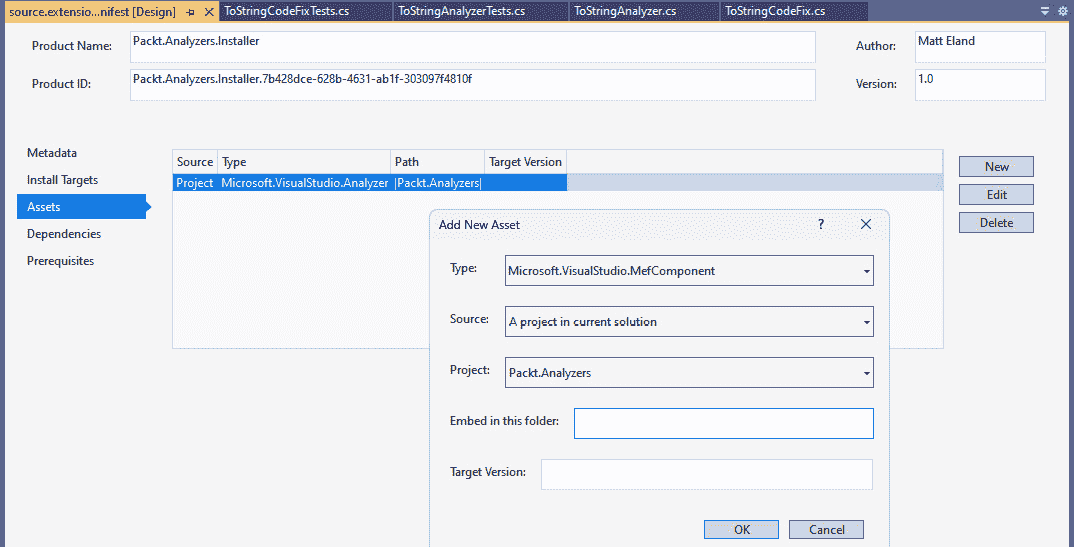 source.extensio...nifest [Design] ToStringCodeFixTests.cs ToStringAnalyzerTests.cs ToStringAnalyzer.cs ToStringCodeFix.cs
Product Name: Packt.Analyzers.Installer Author: Matt Eland
Product ID: Packt.Analyzers.Installer.7b428dce-628b-4631-ab1f-303097f4810f Version: 1.0
Metadata
Install Targets
Assets
Dependencies
Prerequisites
Source Type Path Target Version
Project Microsoft.VisualStudio.Analyzer |Packt.Analyzers|
New
Edit
Delete
Add New Asset ?
Type: Microsoft.VisualStudio.MefComponent
Source: A project in current solution
Project: Packt.Analyzers
Embed in this folder:
Target Version:
OK Cancel